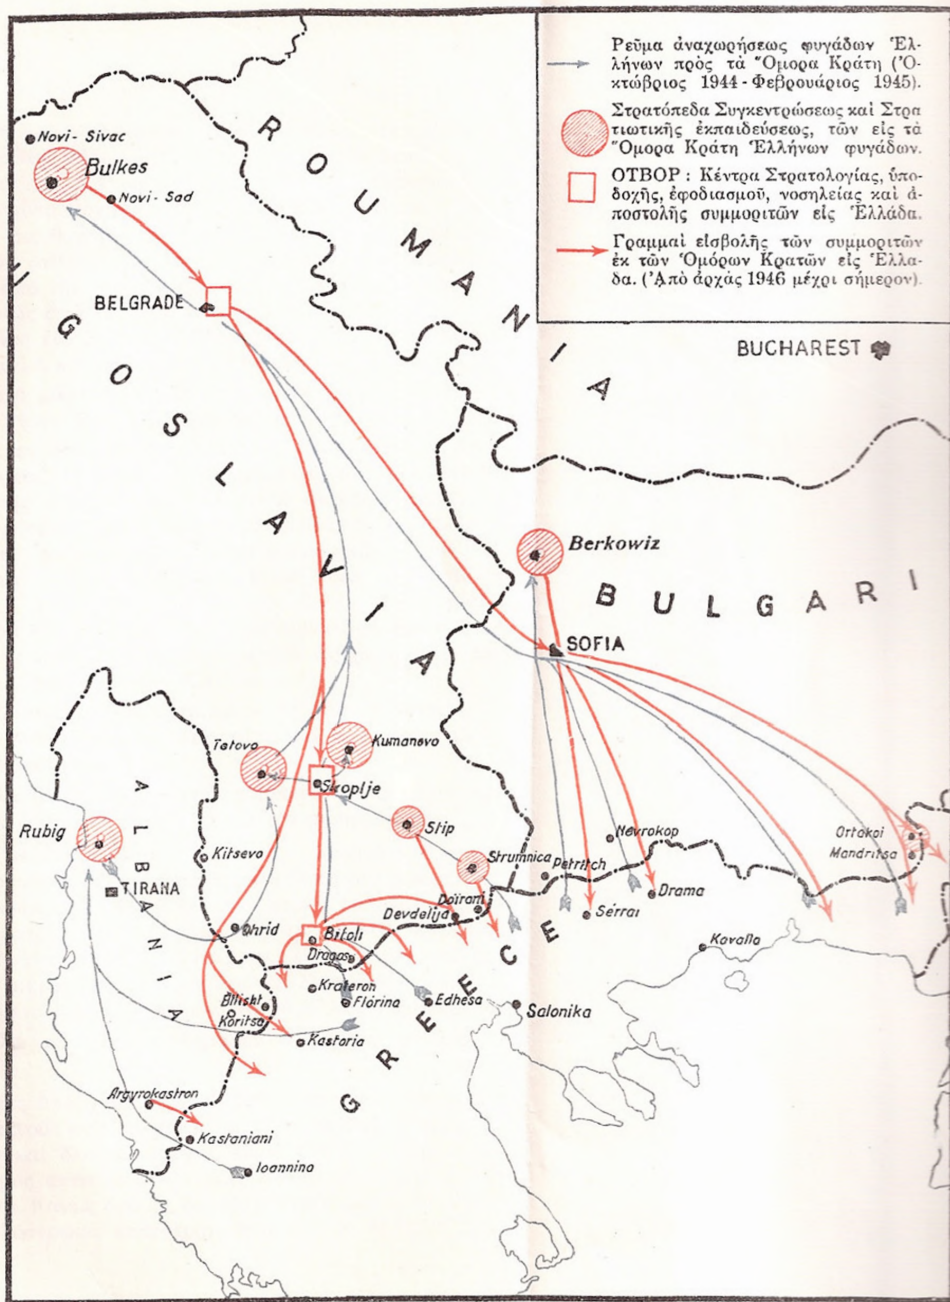 Ρεῦμα ἀναχωρήσεως φυγάδων Ἑλ-
λήνων πρὸς τὰ Ὅμορα Κράτη (Ὀ-
κτώβριος 1944 - Φεβρουάριος 1945).
Στρατόπεδα Συγκεντρώσεως καὶ Στρα
τιωτικῆς ἐκπαιδεύσεως, τῶν εἰς τὰ
Ὅμορα Κράτη Ἑλλήνων φυγάδων.
ΟΤΒΟΡ : Κέντρα Στρατολογίας, ὑπο-
δοχῆς, ἐφοδιασμοῦ, νοσηλείας καὶ ἀ-
ποστολῆς συμμοριτῶν εἰς Ἑλλάδα.
Γραμμαὶ εἰσβολῆς τῶν συμμοριτῶν
ἐκ τῶν Ὁμόρων Κρατῶν εἰς Ἑλλα-
δα. (Ἀπὸ ἀρχὰς 1946 μέχρι σήμερον).
Novi-Sivac
Bulkes
Novi-Sad
ROUMANIA
BELGRADE
UGOSLAVIA
BUCHAREST
Berkowiz
BULGARI
SOFIA
Tetovo
Kumanovo
Skoplje
ALBANIA
Rubig
Stip
Kitsevo
TIRANA
Strumnica
Petritch
Nevrokop
Ortakoi
Mandritsa
Doirani
Devdelija
Drama
Sérrai
Ohrid
Bitoli
Dragos
Kavalla
GREECE
Krateron
Florina
Edhesa
Bilisht
Koritsa
Salonika
Kastoria
Argyrokastron
Kastaniani
Ioannina